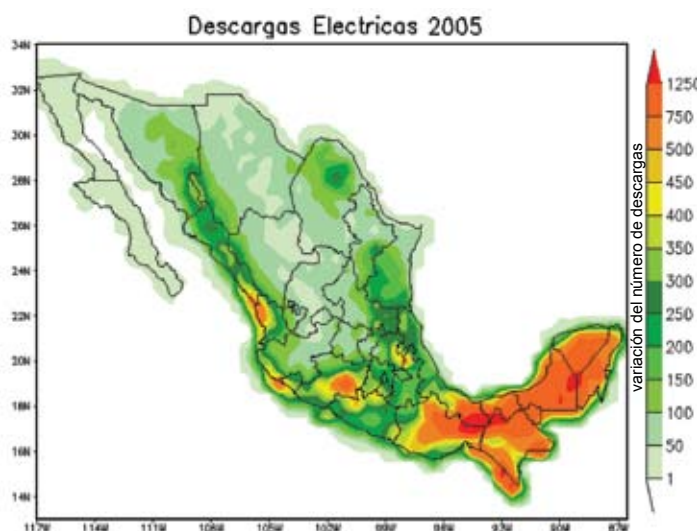 Descargas Electricas 2005
34N
32N
30N
28N
26N
24N
22N
20N
18N
16N
14N
117W
114W
111W
108W
105W
102W
99W
96W
93W
90W
87W
variación del número de descargas
1250
750
500
450
400
350
300
250
200
150
100
50
1